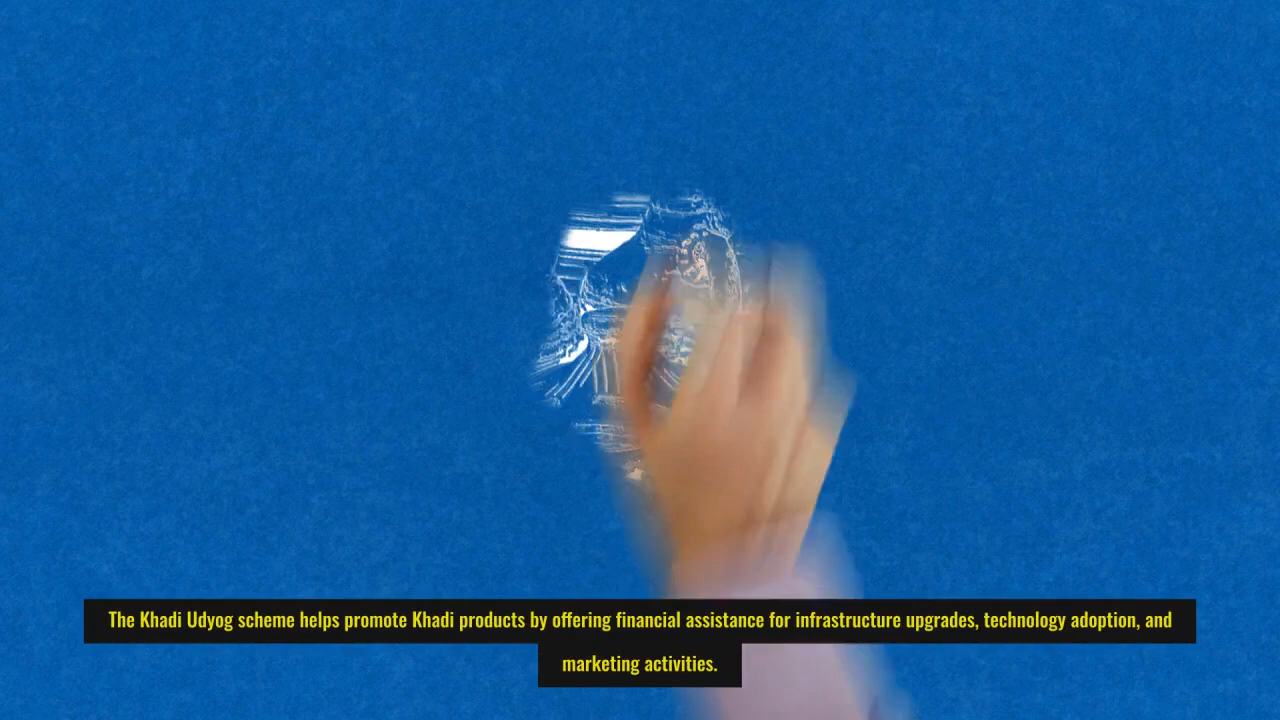 The Khadi Udyog scheme helps promote Khadi products by offering financial assistance for infrastructure upgrades, technology adoption, and
marketing activities.